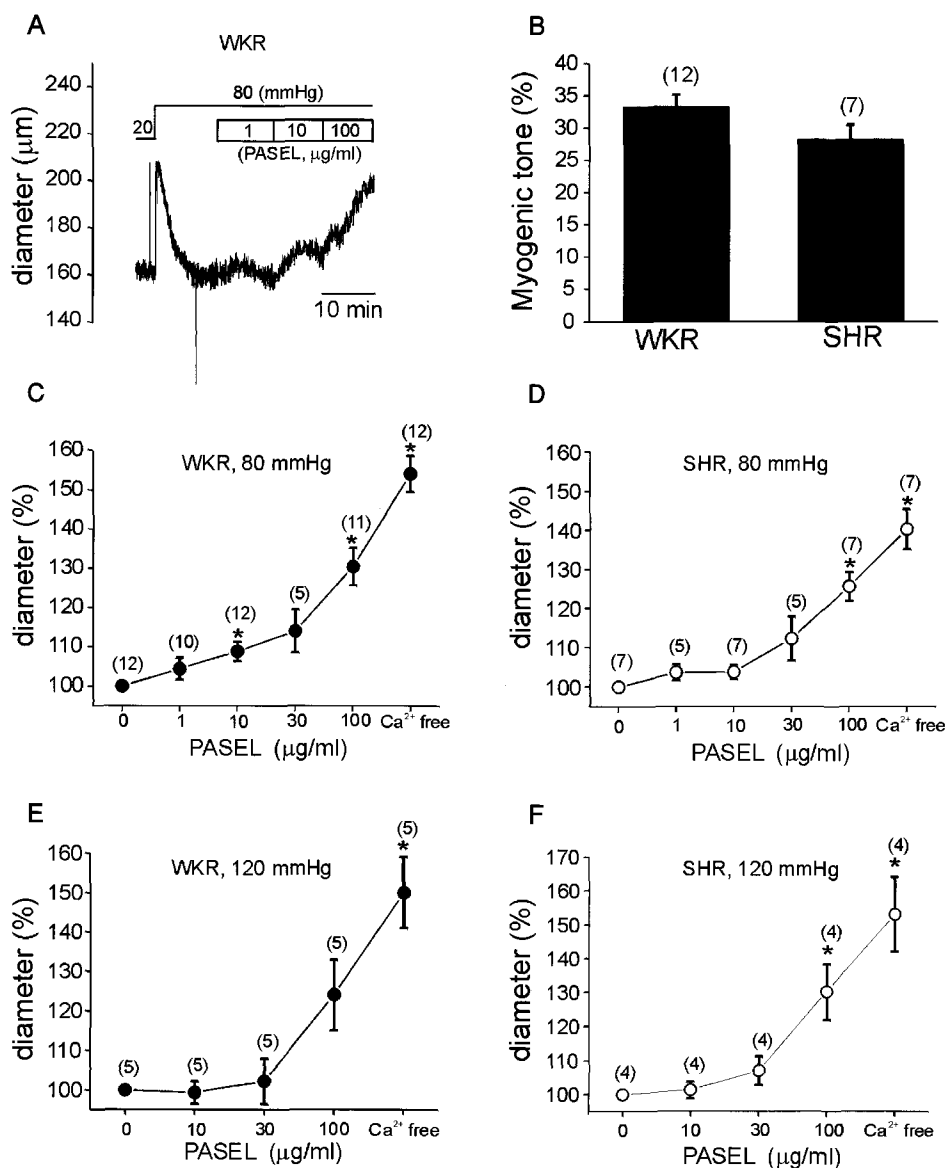 A
WKR
80 (mmHg)
20
1 10 100
(PASEL, μg/ml)
10 min
240
220
200
180
160
140
diameter (μm)
B
40
35
30
25
20
15
10
5
0
Myogenic tone (%)
(12)
(7)
WKR
SHR
C
WKR, 80 mmHg
160
150
140
130
120
110
100
diameter (%)
(12)
(10)
(12)
*
(5)
(11)
*
(12)
*
0 1 10 30 100 Ca²⁺ free
PASEL (μg/ml)
D
SHR, 80 mmHg
160
150
140
130
120
110
100
diameter (%)
(7)
(5)
(7)
(5)
(7)
*
(7)
*
0 1 10 30 100 Ca²⁺ free
PASEL (μg/ml)
E
WKR, 120 mmHg
160
150
140
130
120
110
100
diameter (%)
(5)
(5)
(5)
(5)
(5)
*
0 10 30 100 Ca²⁺ free
PASEL (μg/ml)
F
SHR, 120 mmHg
170
160
150
140
130
120
110
100
diameter (%)
(4)
(4)
(4)
(4)
*
(4)
*
0 10 30 100 Ca²⁺ free
PASEL (μg/ml)